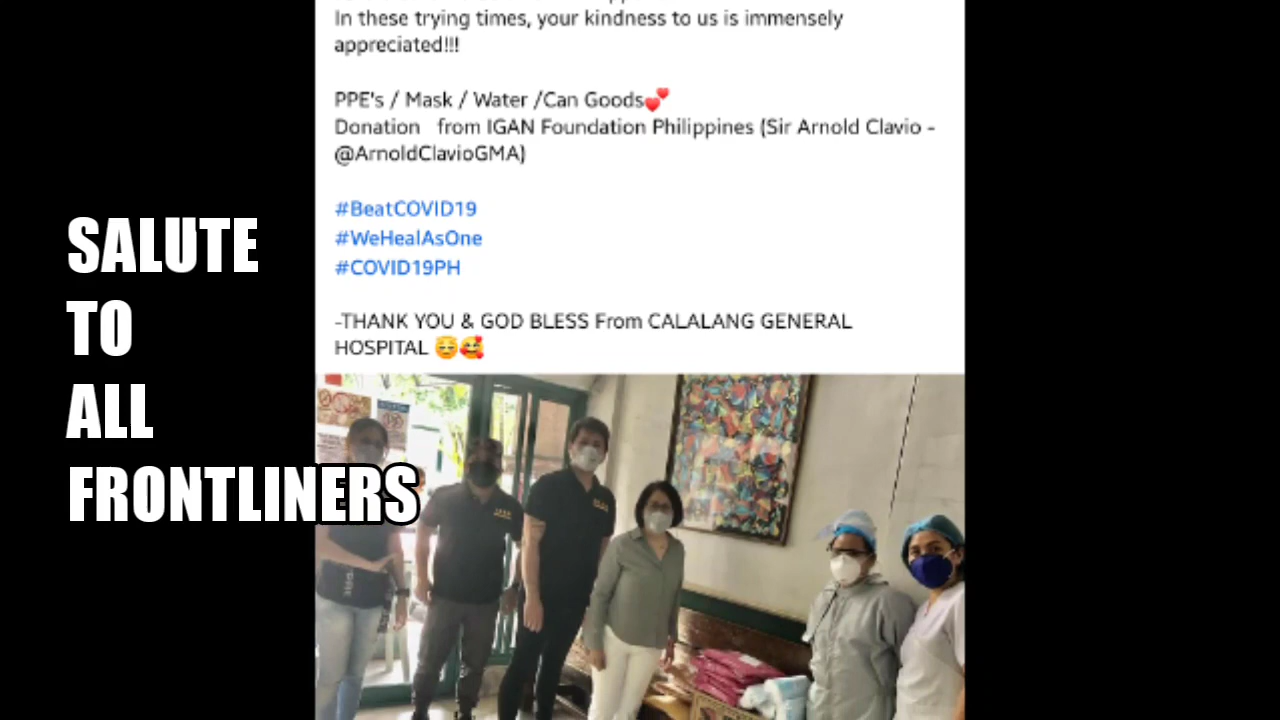 In these trying times, your kindness to us is immensely
appreciated!!!
PPE's / Mask / Water /Can Goods💕
Donation from IGAN Foundation Philippines (Sir Arnold Clavio -
@ArnoldClavioGMA)
#BeatCOVID19
#WeHealAsOne
#COVID19PH
-THANK YOU & GOD BLESS From CALALANG GENERAL
HOSPITAL 😇🥰
SALUTE
TO
ALL
FRONTLINERS